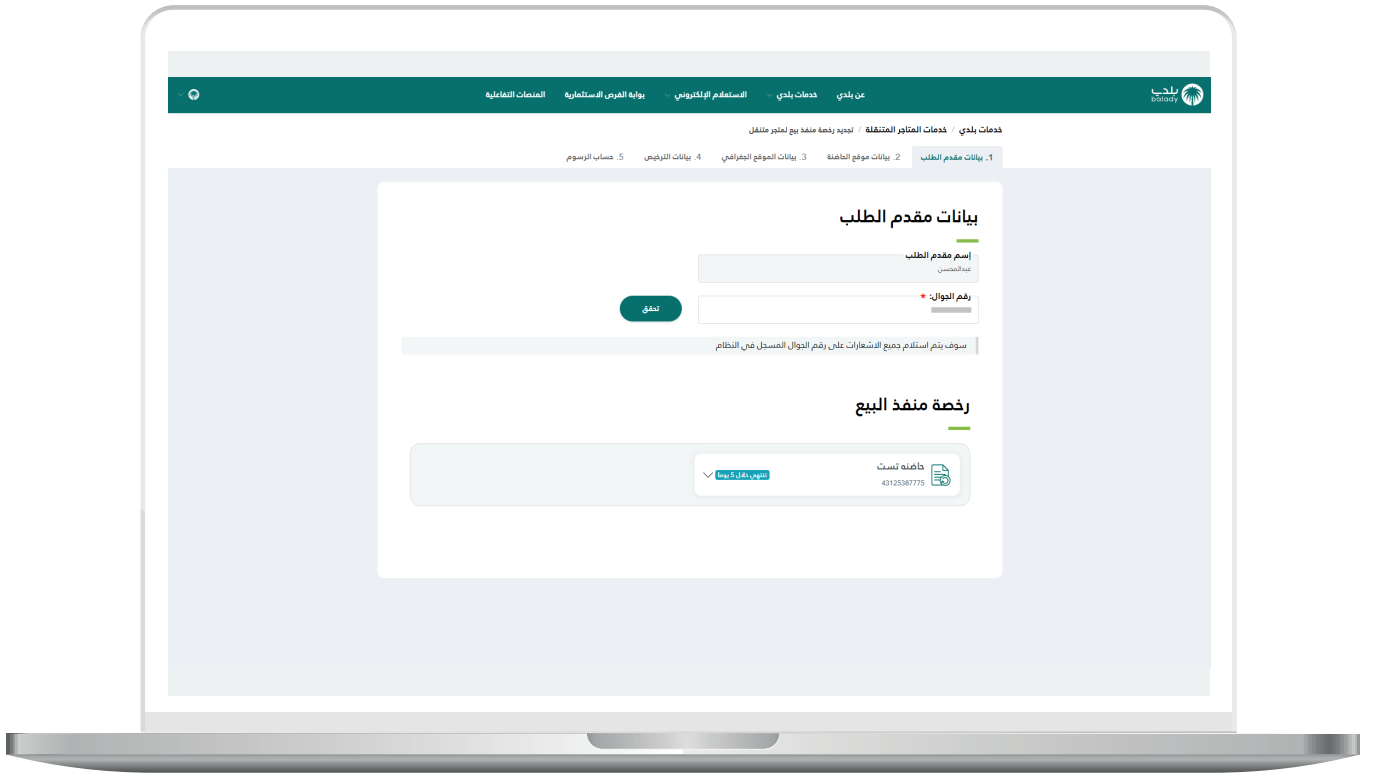 بلدي
balady
عن بلدي خدمات بلدي الاستعلام الإلكتروني بوابة الفرص الاستثمارية المنصات التفاعلية
خدمات بلدي / خدمات المتاجر المتنقلة / تجديد رخصة منفذ بيع لمتجر متنقل
1. بيانات مقدم الطلب 2. بيانات موقع الحاضنة 3. بيانات الموقع الجغرافي 4. بيانات الترخيص 5. حساب الرسوم
بيانات مقدم الطلب
إسم مقدم الطلب
عبدالمحسن
رقم الجوال: *
تحقق
سوف يتم استلام جميع الاشعارات على رقم الجوال المسجل في النظام
رخصة منفذ البيع
حاضنه تست
تنتهي خلال 5 يوما
43125387775